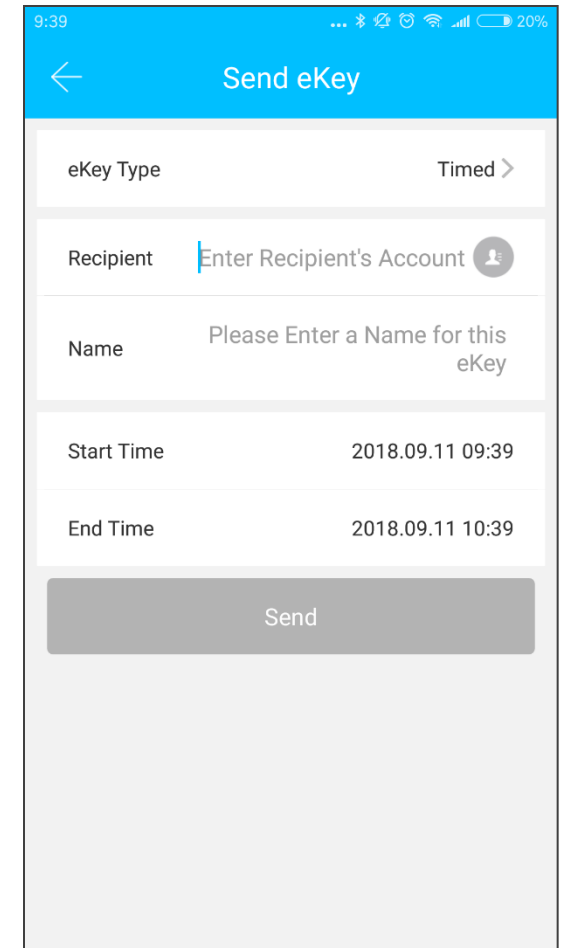 9:39 ... 20%
Send eKey
eKey Type Timed
Recipient Enter Recipient's Account
Name Please Enter a Name for this
eKey
Start Time 2018.09.11 09:39
End Time 2018.09.11 10:39
Send